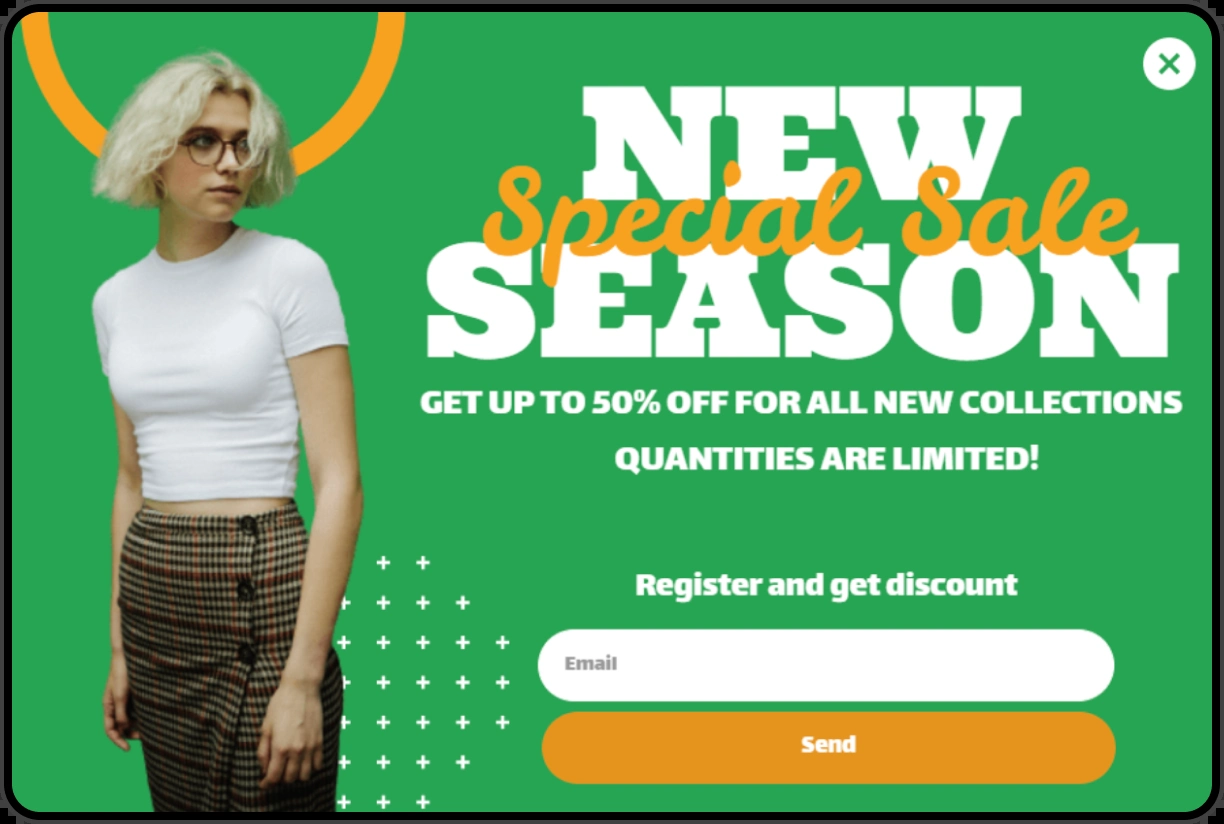 NEW
Special Sale
SEASON
GET UP TO 50% OFF FOR ALL NEW COLLECTIONS
QUANTITIES ARE LIMITED!
Register and get discount
Email
Send